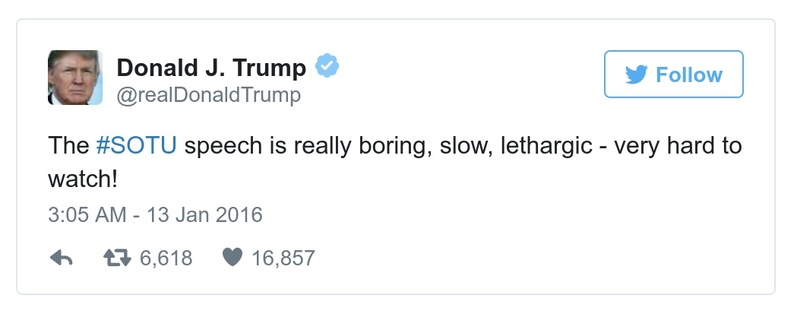 Donald J. Trump
@realDonaldTrump
Follow
The #SOTU speech is really boring, slow, lethargic - very hard to
watch!
3:05 AM - 13 Jan 2016
6,618 16,857